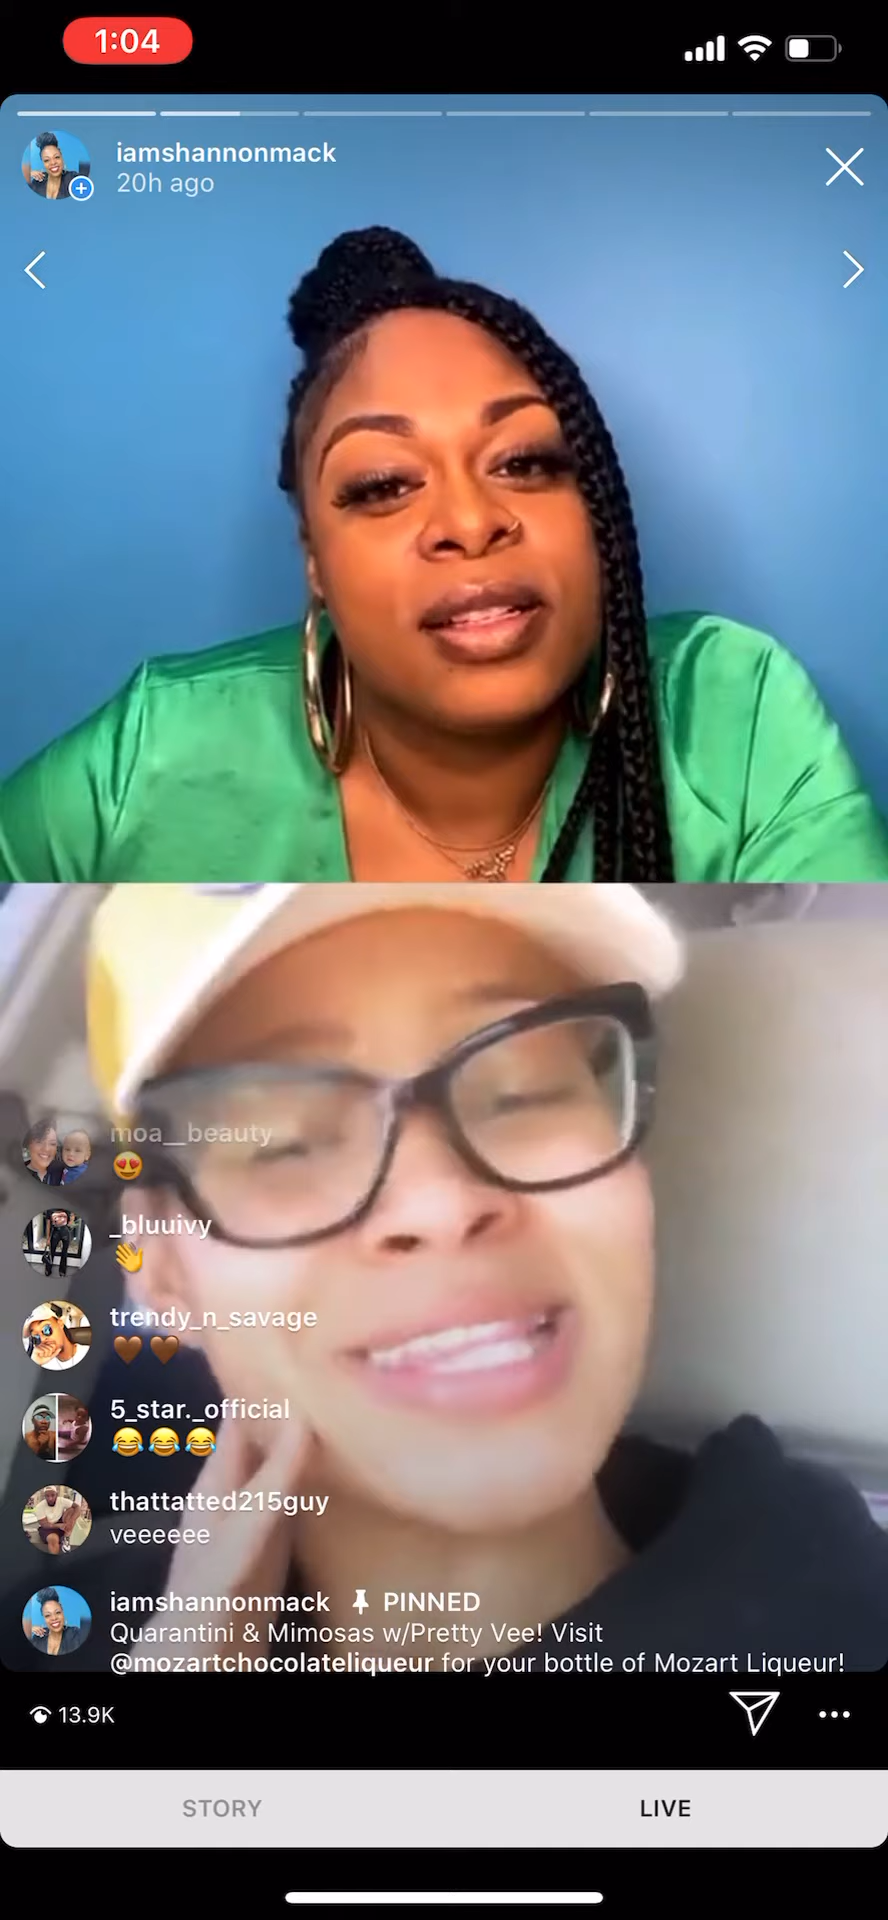 1:04
iamshannonmack
20h ago
moa__beauty
😍
_bluuivy
👋
trendy_n_savage
🤎🤎
5_star._official
😂😂😂
thattatted215guy
veeeeee
iamshannonmack PINNED
Quarantini & Mimosas w/Pretty Vee! Visit
@mozartchocolateliqueur for your bottle of Mozart Liqueur!
13.9K
STORY
LIVE